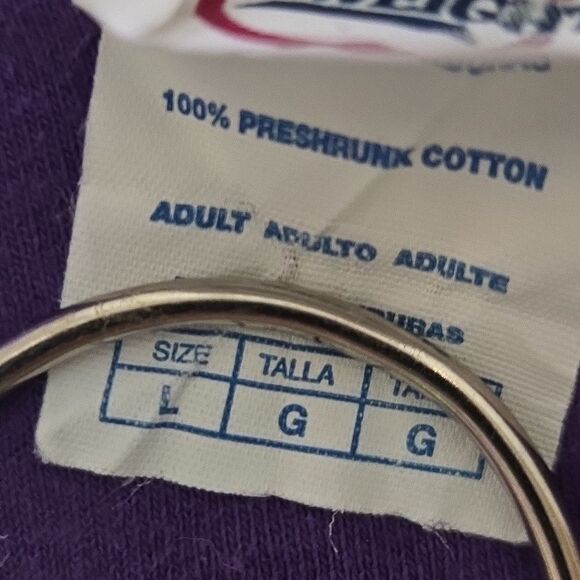 100% PRESHRUNK COTTON
ADULT ADULTO ADULTE
SIZE TALLA
L G G